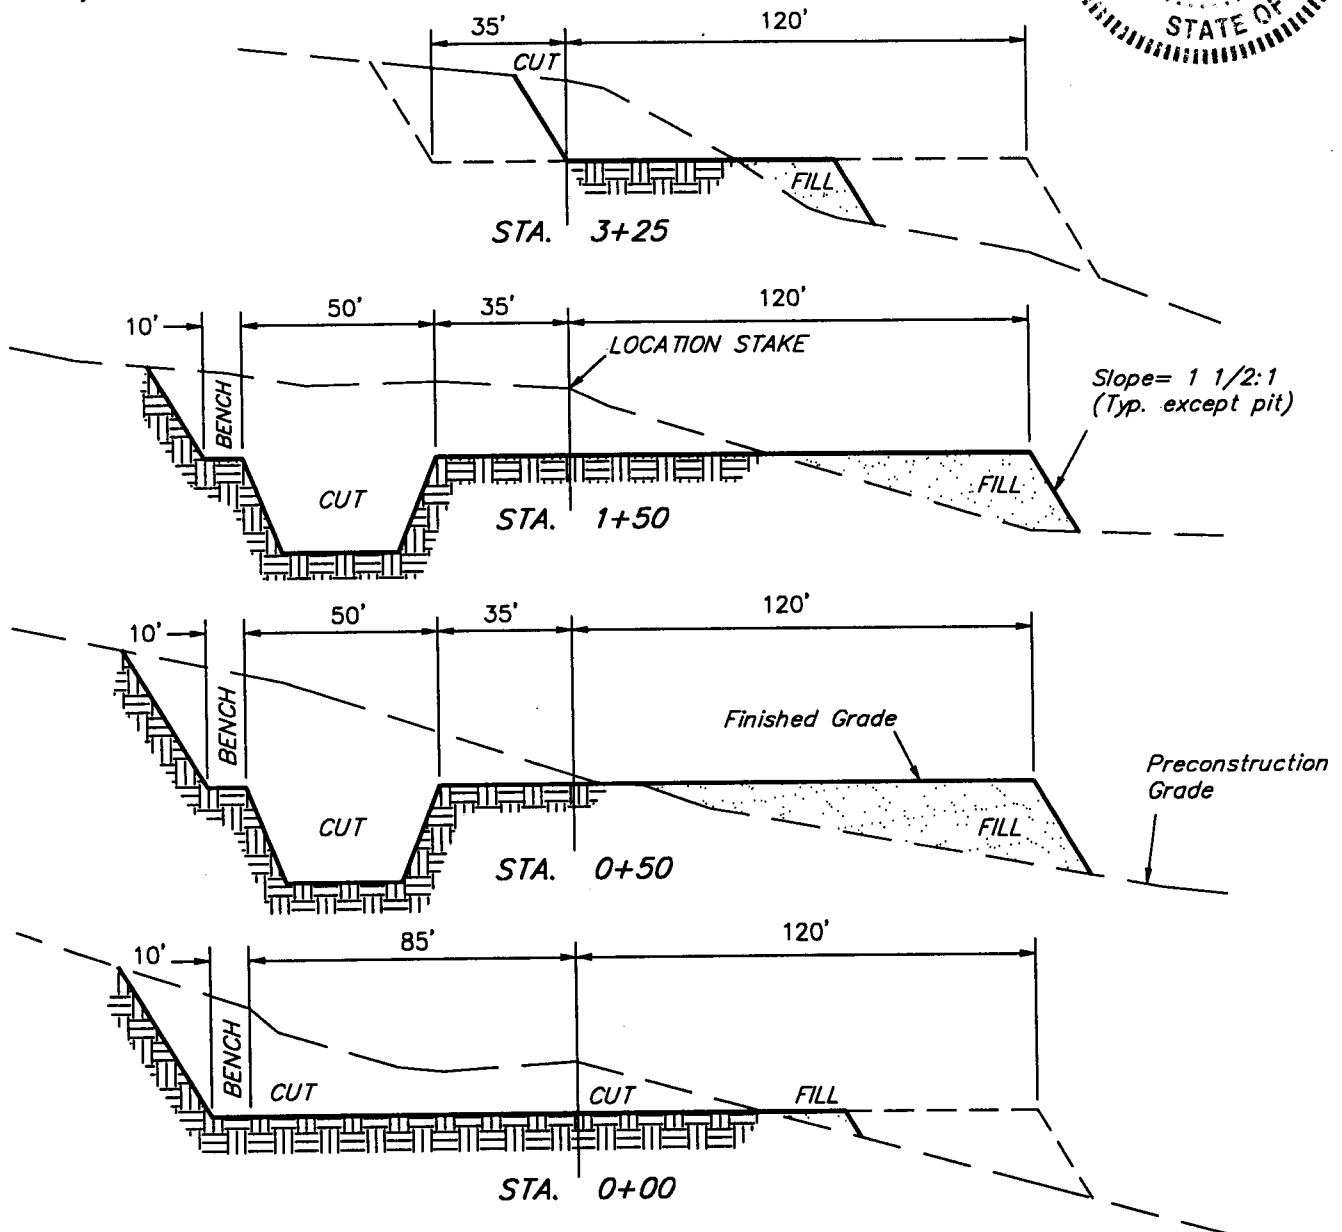 STATE OF
35' 120'
CUT
FILL
STA. 3+25
10' 50' 35' 120'
LOCATION STAKE
BENCH
Slope= 1 1/2:1
(Typ. except pit)
CUT
FILL
STA. 1+50
10' 50' 35' 120'
BENCH
Finished Grade
Preconstruction
Grade
CUT
FILL
STA. 0+50
10' 85' 120'
BENCH
CUT CUT FILL
STA. 0+00